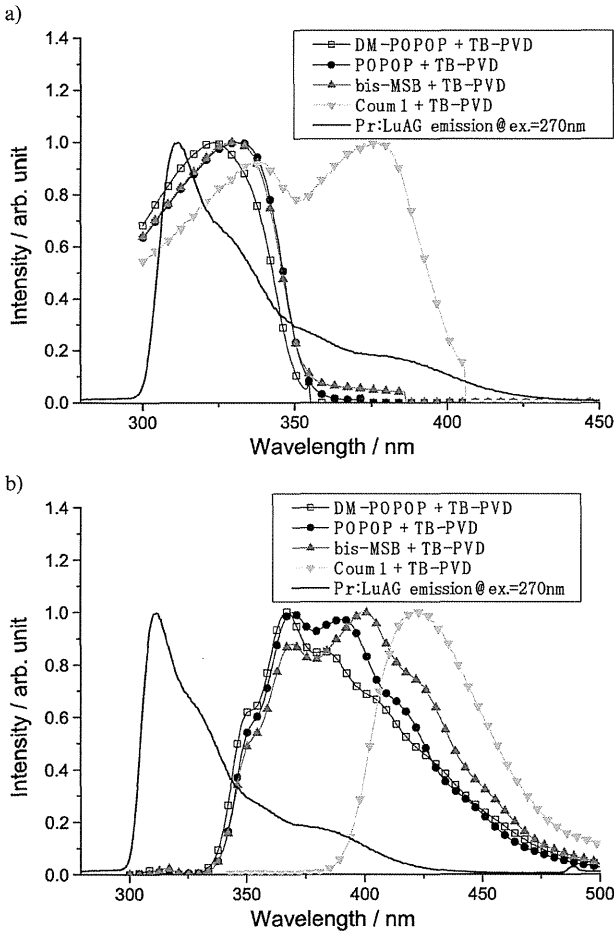 a)
DM-POPOP + TB-PVD
POPOP + TB-PVD
bis-MSB + TB-PVD
Coum1 + TB-PVD
Pr:LuAG emission@ex.=270nm
1.4
1.2
1.0
0.8
0.6
0.4
0.2
0.0
Intensity / arb. unit
300
350
400
450
Wavelength / nm
b)
DM-POPOP + TB-PVD
POPOP + TB-PVD
bis-MSB + TB-PVD
Coum1 + TB-PVD
Pr:LuAG emission@ex.=270nm
1.4
1.2
1.0
0.8
0.6
0.4
0.2
0.0
Intensity / arb. unit
300
350
400
450
500
Wavelength / nm